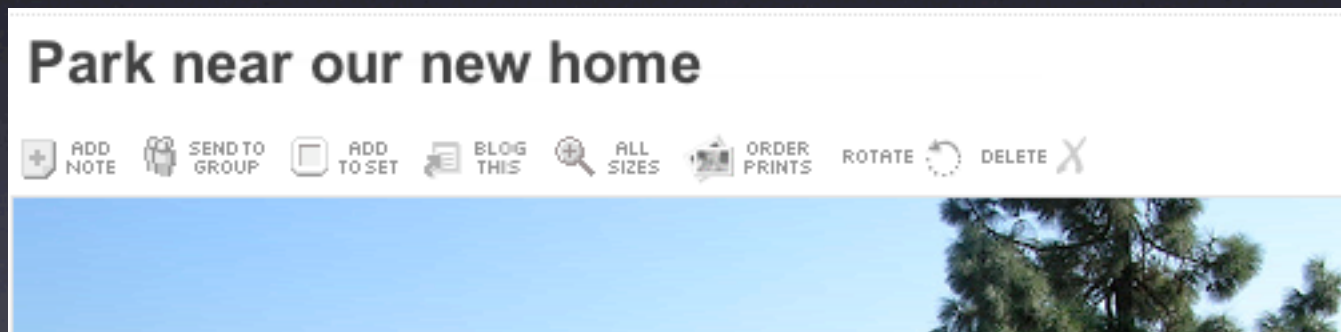 Park near our new home
ADD NOTE
SEND TO GROUP
ADD TO SET
BLOG THIS
ALL SIZES
ORDER PRINTS
ROTATE
DELETE